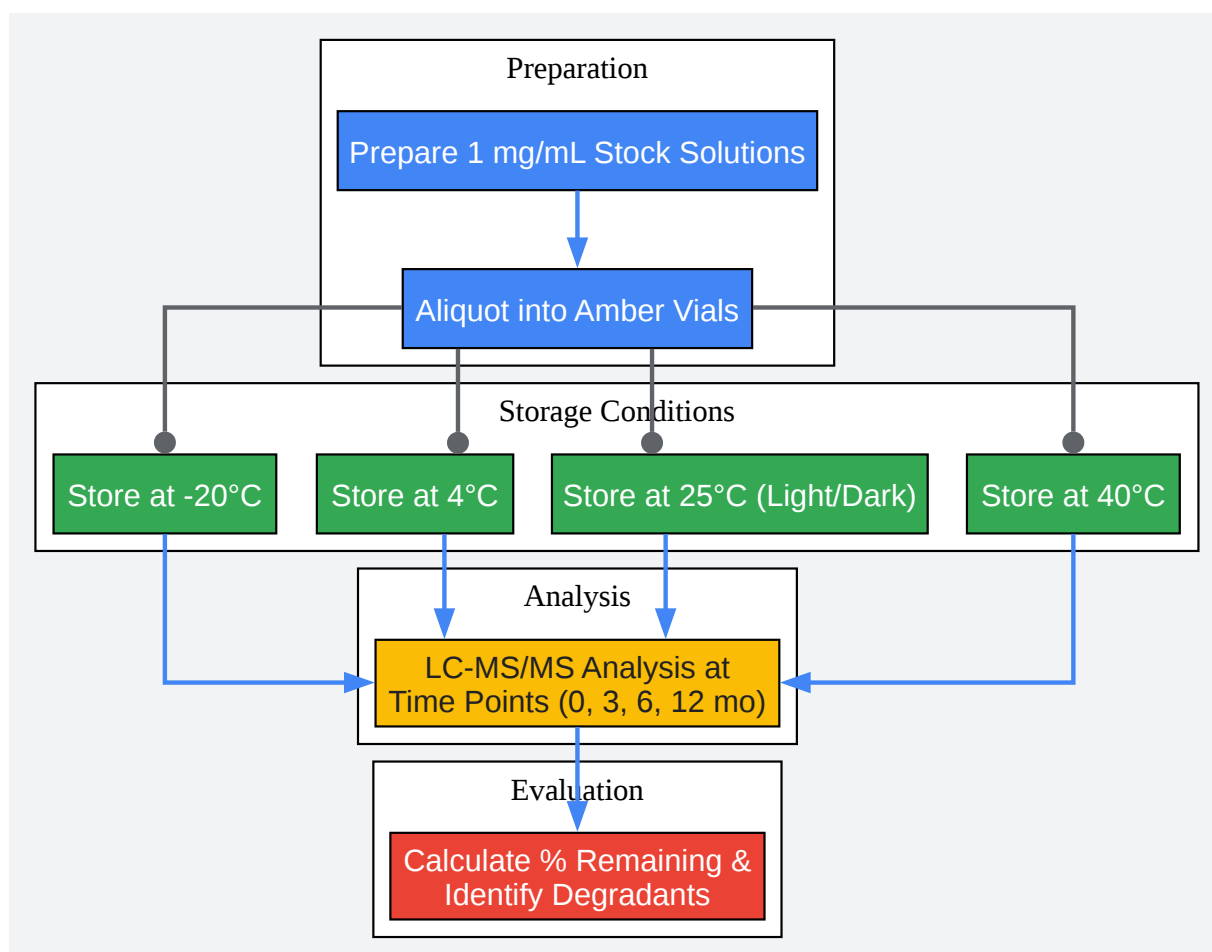 Preparation
Prepare 1 mg/mL Stock Solutions
Aliquot into Amber Vials
Storage Conditions
Store at -20°C
Store at 4°C
Store at 25°C (Light/Dark)
Store at 40°C
Analysis
LC-MS/MS Analysis at
Time Points (0, 3, 6, 12 mo)
Evaluation
Calculate % Remaining &
Identify Degradants